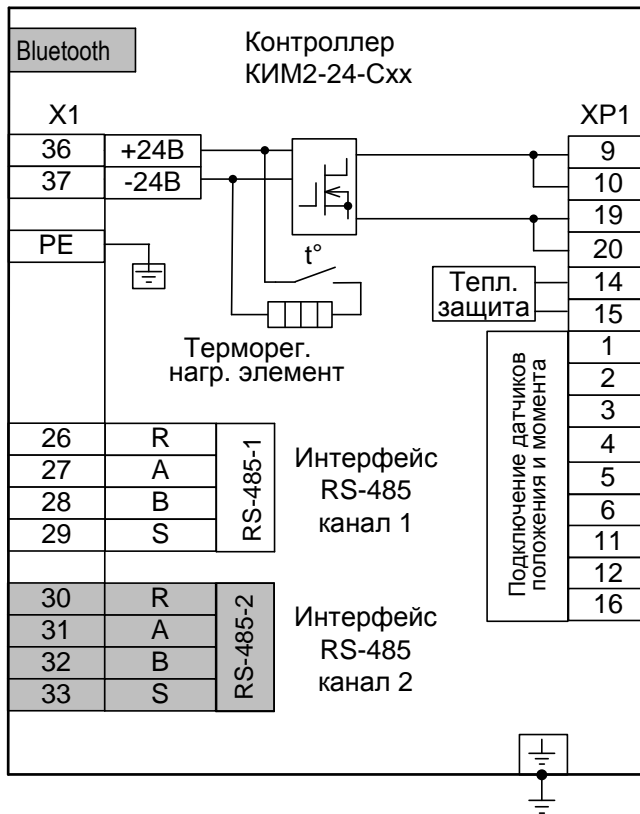 Bluetooth
Контроллер
КИМ2-24-Схх
X1
XP1
36 +24В
37 -24В
PE
9
10
19
20
14
15
t°
Тепл.
защита
Терморег.
нагр. элемент
1
2
3
4
5
6
11
12
16
Подключение датчиков
положения и момента
26 R
27 A
28 B
29 S
RS-485-1
Интерфейс
RS-485
канал 1
30 R
31 A
32 B
33 S
RS-485-2
Интерфейс
RS-485
канал 2